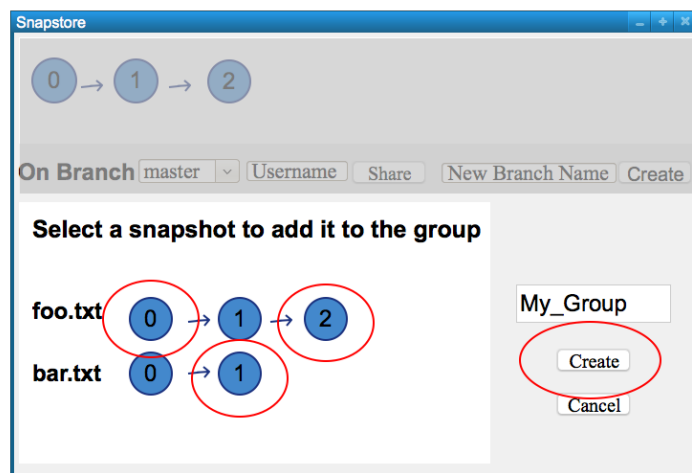 Snapstore
0 → 1 → 2
On Branch master Username Share New Branch Name Create
Select a snapshot to add it to the group
foo.txt 0 → 1 → 2
My_Group
Create
bar.txt 0 → 1
Cancel